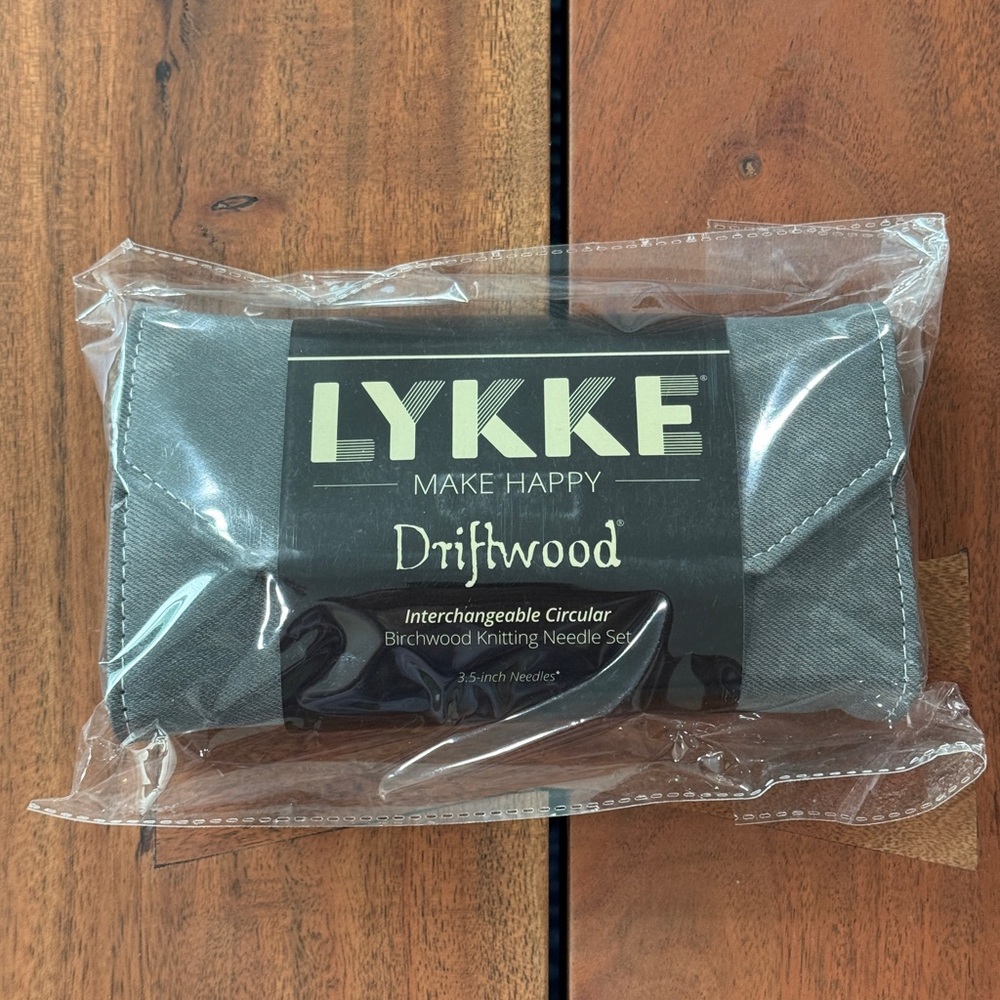 LYKKE®
MAKE HAPPY
Driftwood®
Interchangeable Circular
Birchwood Knitting Needle Set
3.5-inch Needles*